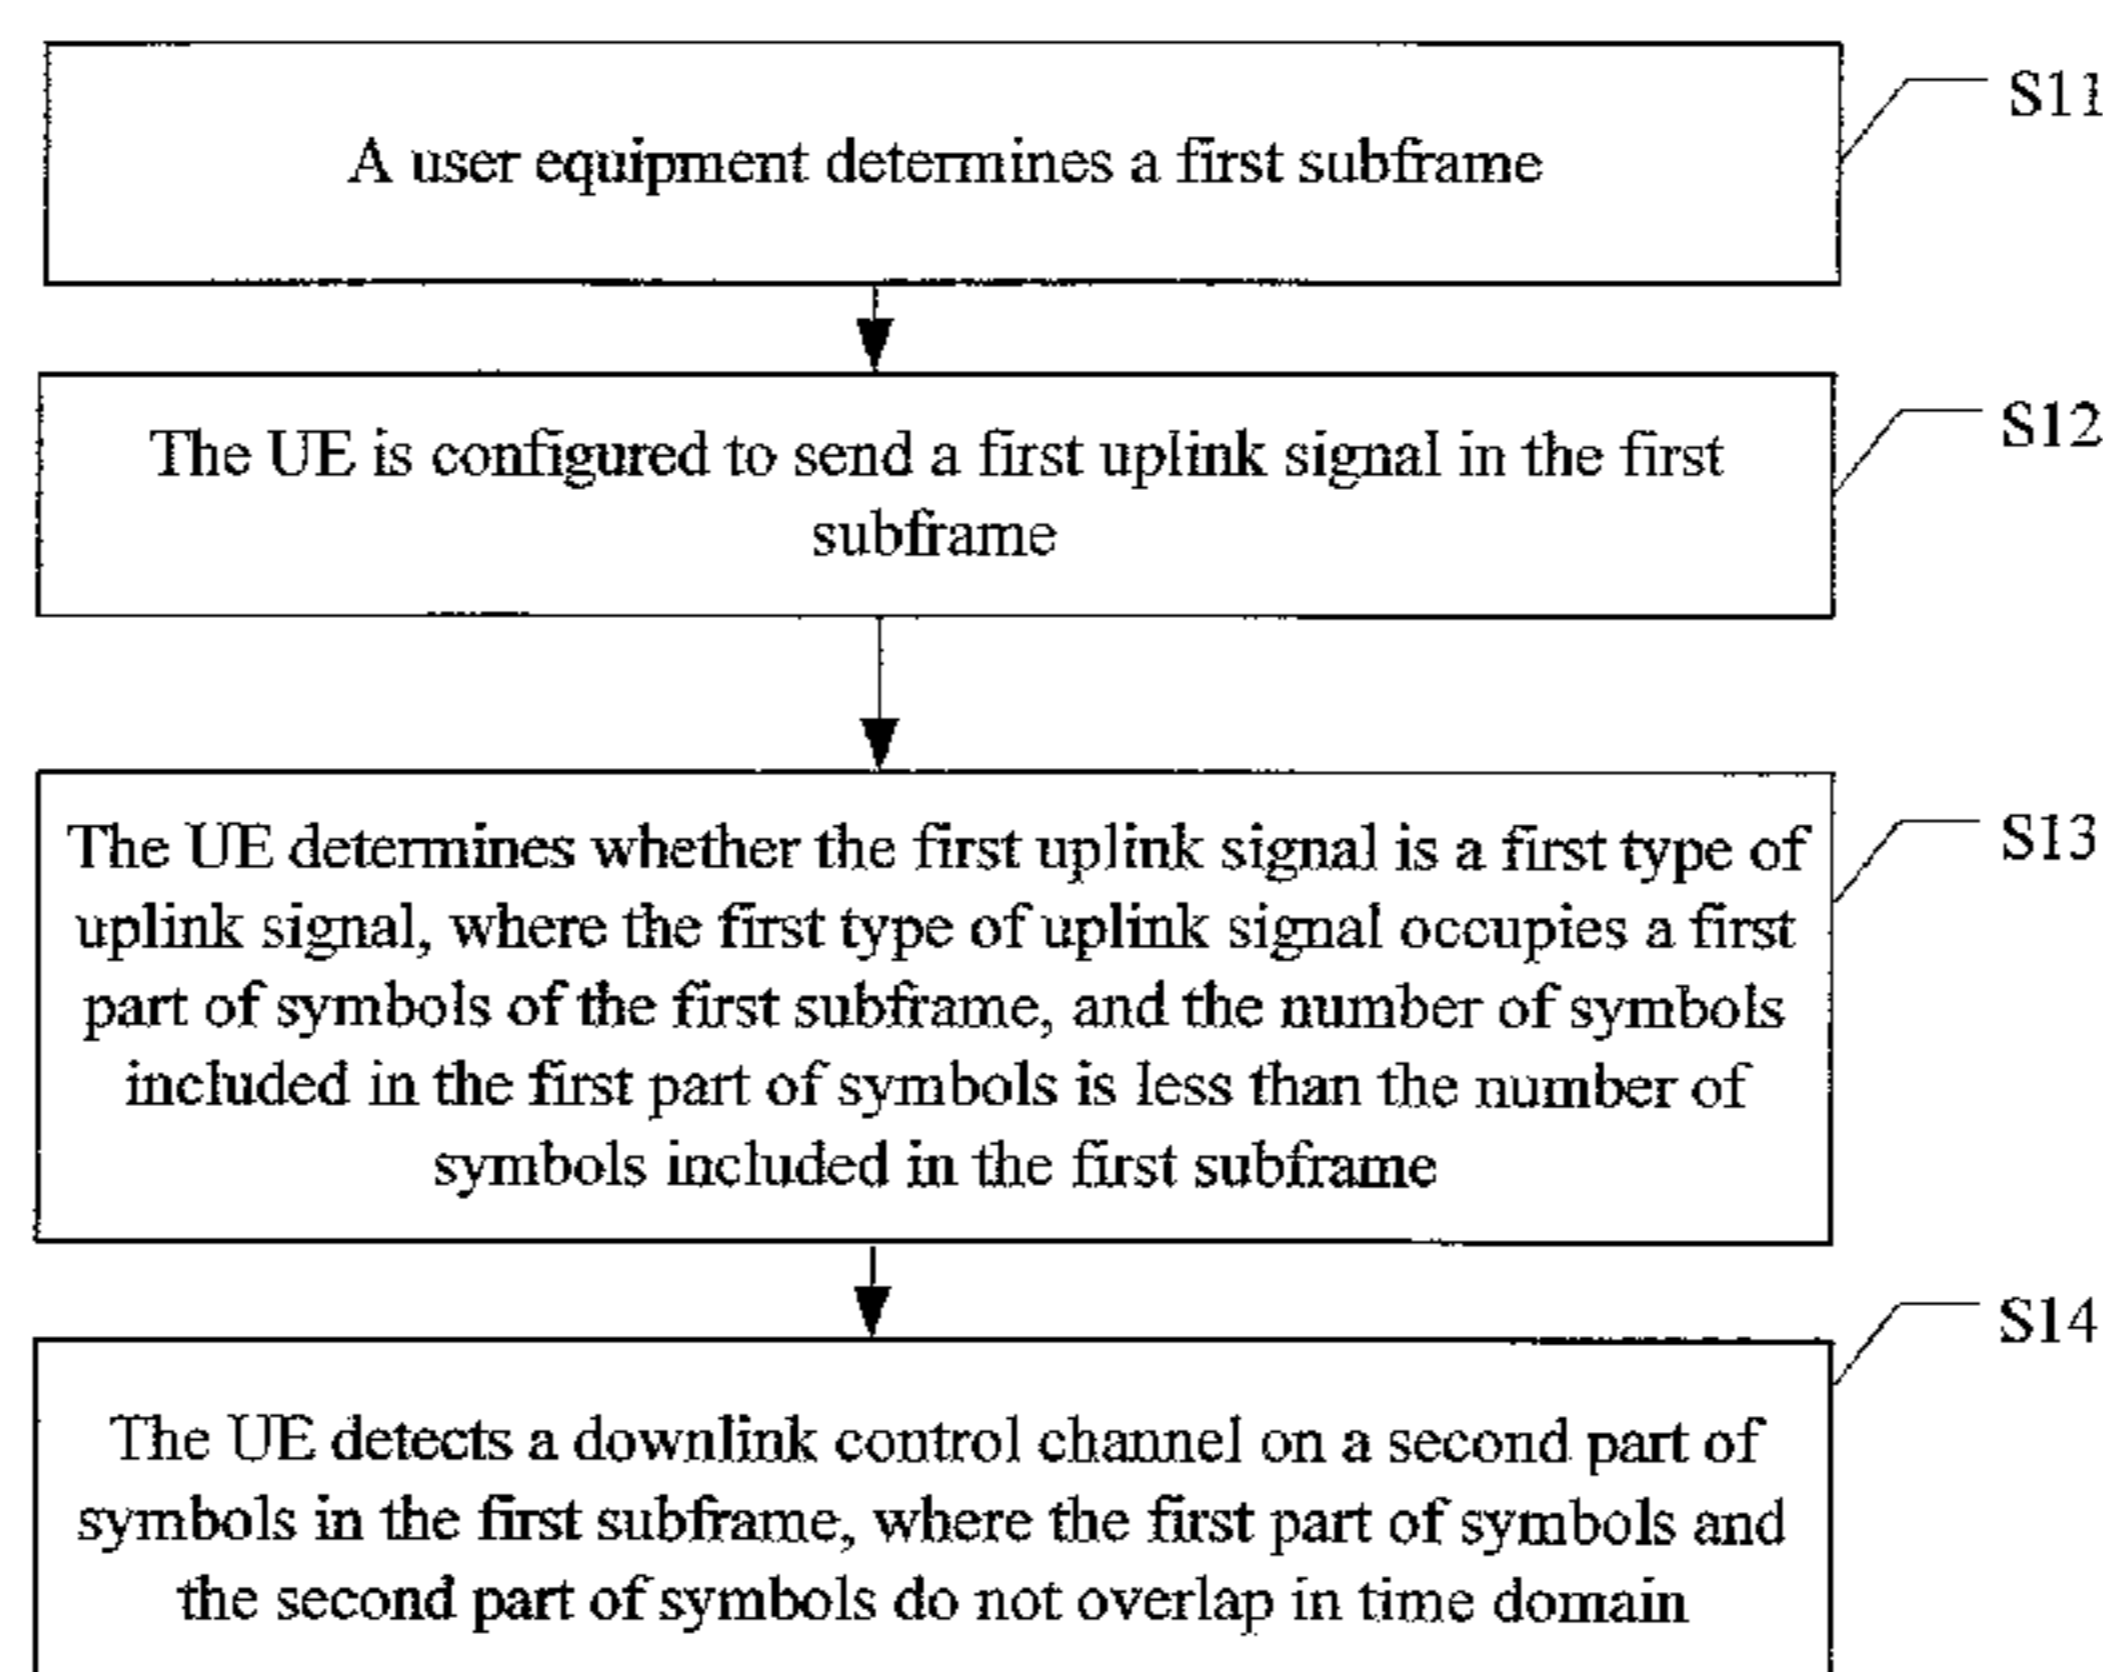 A user equipment determines a first subframe
S11
The UE is configured to send a first uplink signal in the first
subframe
S12
The UE determines whether the first uplink signal is a first type of
uplink signal, where the first type of uplink signal occupies a first
part of symbols of the first subframe, and the number of symbols
included in the first part of symbols is less than the number of
symbols included in the first subframe
S13
The UE detects a downlink control channel on a second part of
symbols in the first subframe, where the first part of symbols and
the second part of symbols do not overlap in time domain
S14